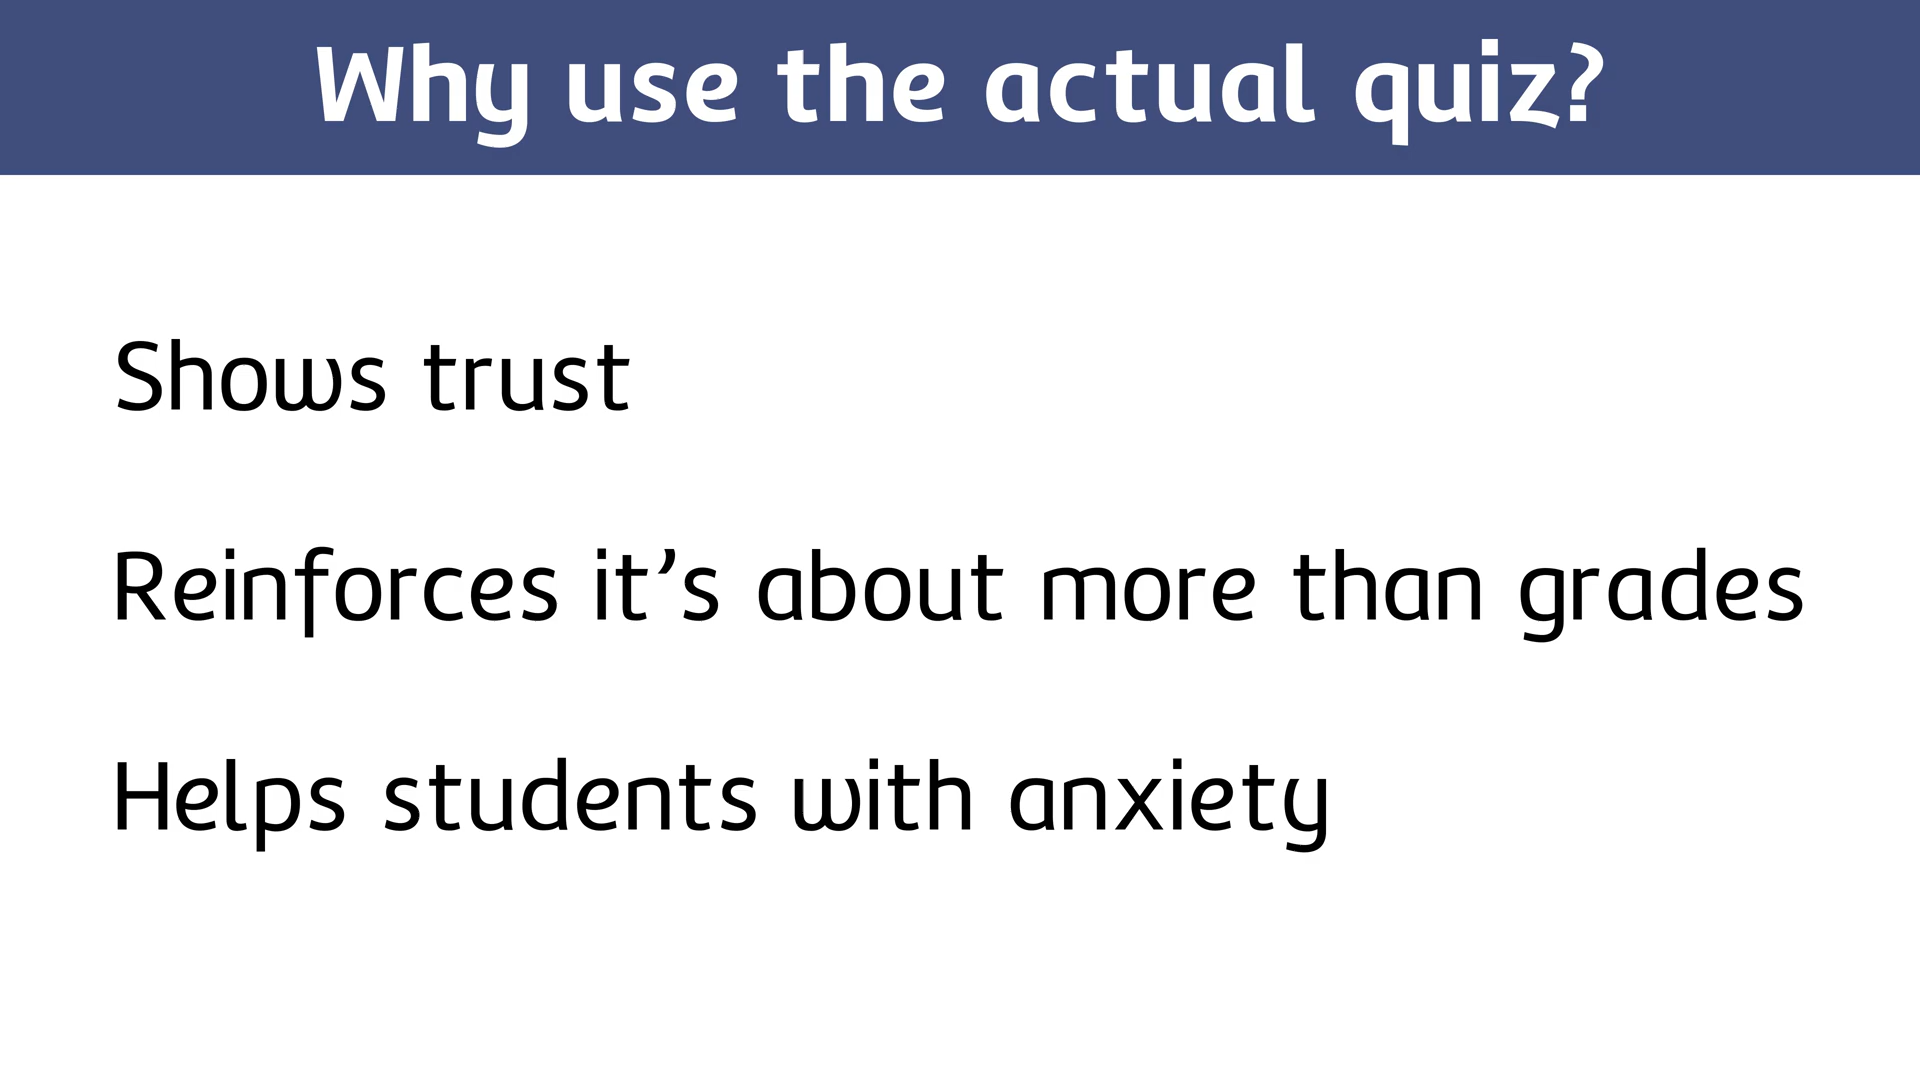 Why use the actual quiz?
Shows trust
Reinforces it’s about more than grades
Helps students with anxiety